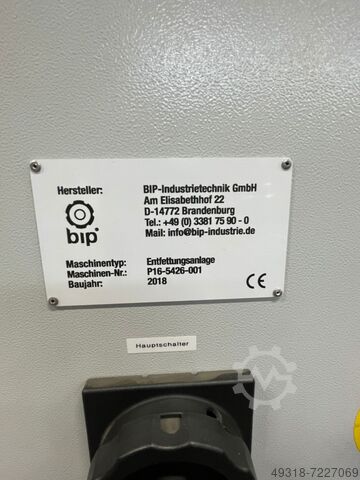 Hersteller: BIP-Industrietechnik GmbH
Am Elisabethhof 22
D-14772 Brandenburg
Tel.: +49 (0) 3381 75 90 - 0
Mail: info@bip-industrie.de
bip
Maschinentyp: Entfettungsanlage
Maschinen-Nr.: P16-5426-001
Baujahr: 2018
CE
Hauptschalter
49318-7227069